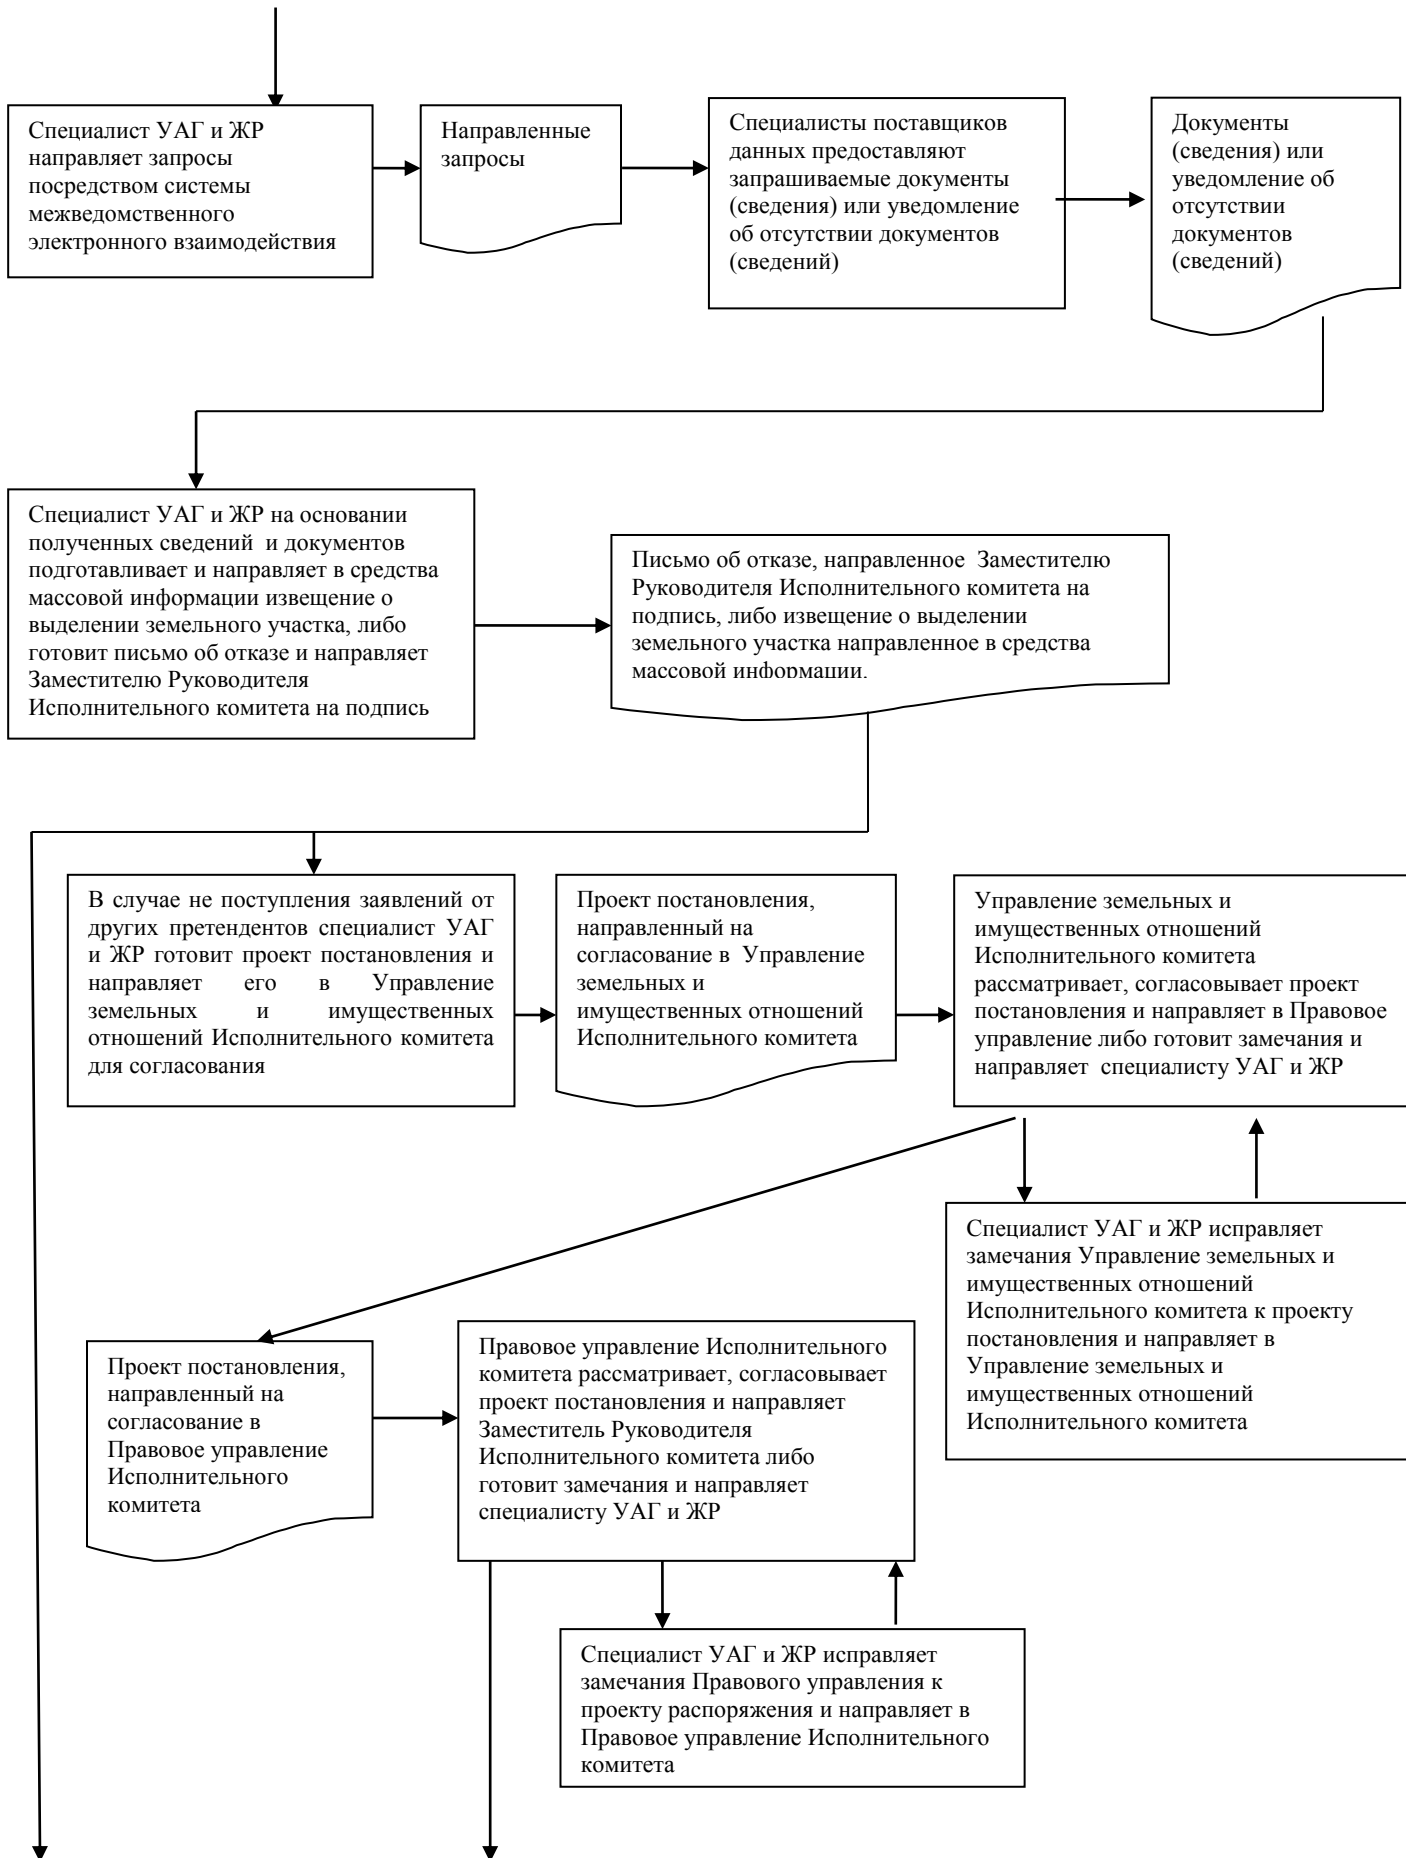 Специалист УАГ и ЖР
направляет запросы
посредством системы
межведомственного
электронного взаимодействия
Направленные
запросы
Специалисты поставщиков
данных предоставляют
запрашиваемые документы
(сведения) или уведомление
об отсутствии документов
(сведений)
Документы
(сведения) или
уведомление об
отсутствии
документов
(сведений)
Специалист УАГ и ЖР на основании
полученных сведений и документов
подготавливает и направляет в средства
массовой информации извещение о
выделении земельного участка, либо
готовит письмо об отказе и направляет
Заместителю Руководителя
Исполнительного комитета на подпись
Письмо об отказе, направленное Заместителю
Руководителя Исполнительного комитета на
подпись, либо извещение о выделении
земельного участка направленное в средства
массовой информации.
В случае не поступления заявлений от
других претендентов специалист УАГ
и ЖР готовит проект постановления и
направляет его в Управление
земельных и имущественных
отношений Исполнительного комитета
для согласования
Проект постановления,
направленный на
согласование в Управление
земельных и
имущественных отношений
Исполнительного комитета
Управление земельных и
имущественных отношений
Исполнительного комитета
рассматривает, согласовывает проект
постановления и направляет в Правовое
управление либо готовит замечания и
направляет специалисту УАГ и ЖР
Специалист УАГ и ЖР исправляет
замечания Управление земельных и
имущественных отношений
Исполнительного комитета к проекту
постановления и направляет в
Управление земельных и
имущественных отношений
Исполнительного комитета
Проект постановления,
направленный на
согласование в
Правовое управление
Исполнительного
комитета
Правовое управление Исполнительного
комитета рассматривает, согласовывает
проект постановления и направляет
Заместитель Руководителя
Исполнительного комитета либо
готовит замечания и направляет
специалисту УАГ и ЖР
Специалист УАГ и ЖР исправляет
замечания Правового управления к
проекту распоряжения и направляет в
Правовое управление Исполнительного
комитета